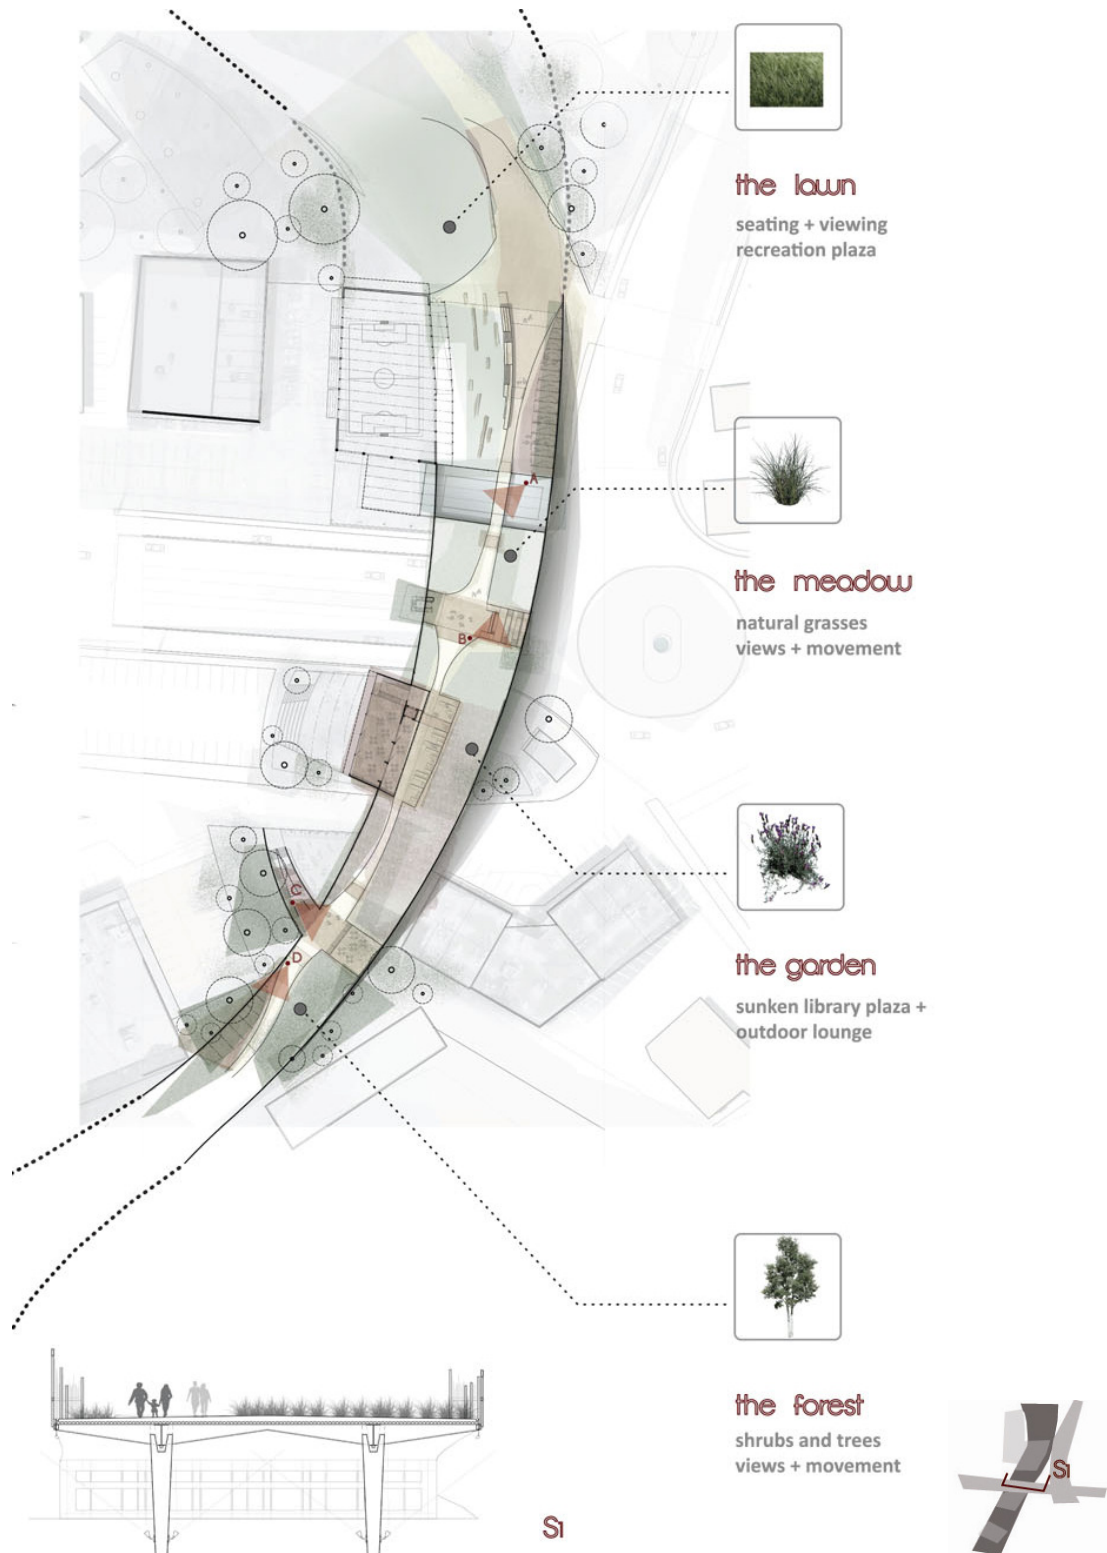 the lawn
seating + viewing
recreation plaza
A
the meadow
natural grasses
views + movement
B
the garden
sunken library plaza +
outdoor lounge
C
D
the forest
shrubs and trees
views + movement
S1
S1